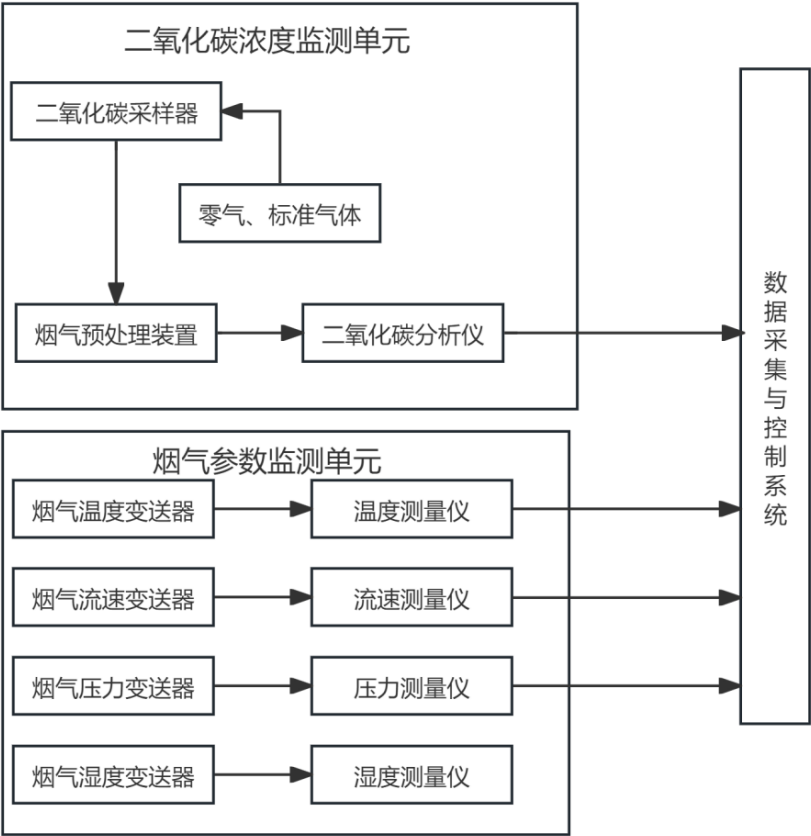 二氧化碳浓度监测单元
二氧化碳采样器
零气、标准气体
烟气预处理装置
二氧化碳分析仪
数据采集与控制系统
烟气参数监测单元
烟气温度变送器
温度测量仪
烟气流速变送器
流速测量仪
烟气压力变送器
压力测量仪
烟气湿度变送器
湿度测量仪